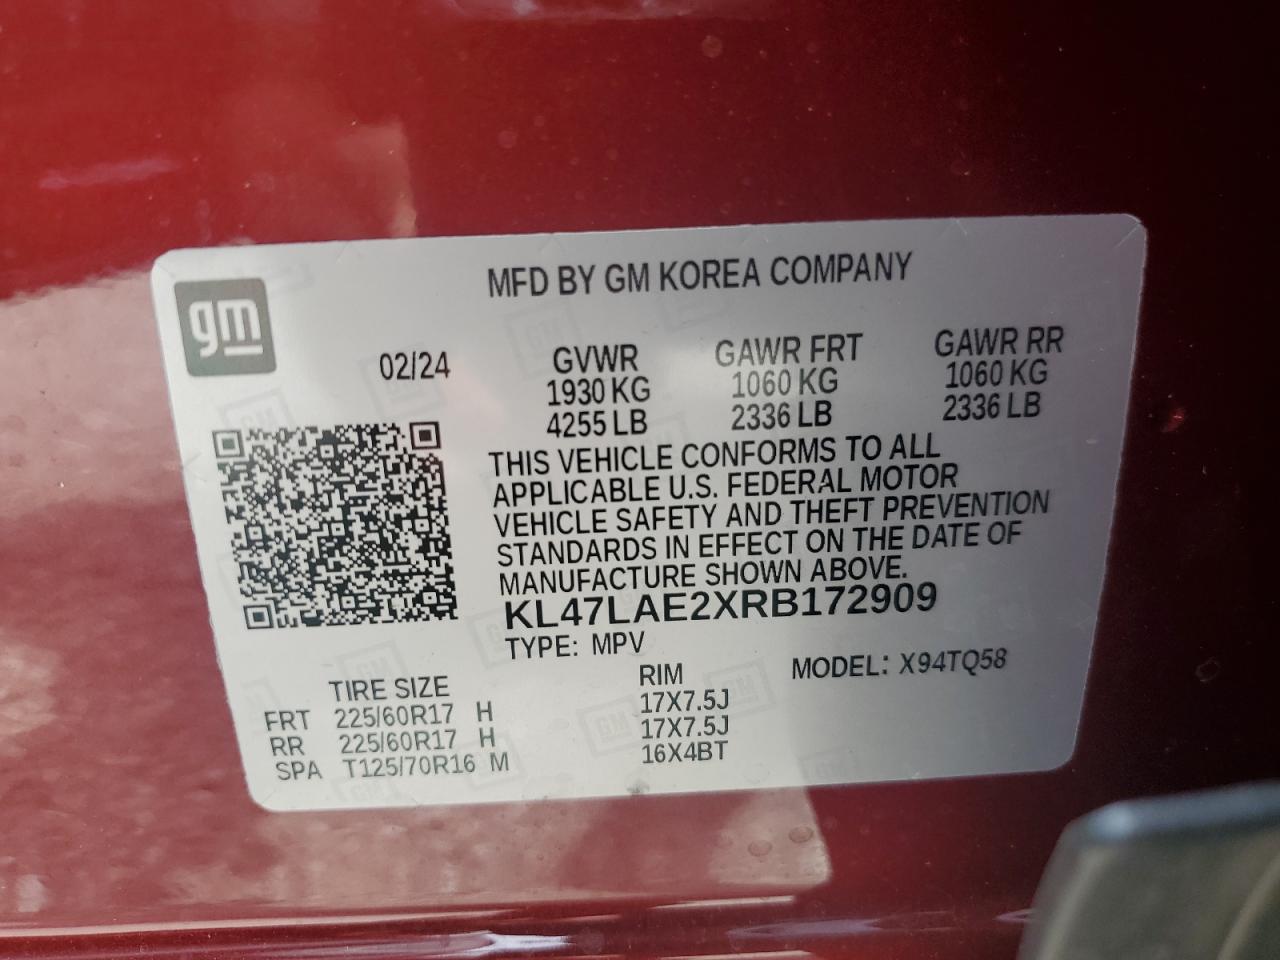 gm
MFD BY GM KOREA COMPANY
02/24
GVWR GAWR FRT GAWR RR
1930 KG 1060 KG 1060 KG
4255 LB 2336 LB 2336 LB
THIS VEHICLE CONFORMS TO ALL
APPLICABLE U.S. FEDERAL MOTOR
VEHICLE SAFETY AND THEFT PREVENTION
STANDARDS IN EFFECT ON THE DATE OF
MANUFACTURE SHOWN ABOVE.
KL47LAE2XRB172909
TYPE: MPV
MODEL: X94TQ58
TIRE SIZE RIM
FRT 225/60R17 H 17X7.5J
RR 225/60R17 H 17X7.5J
SPA T125/70R16 M 16X4BT